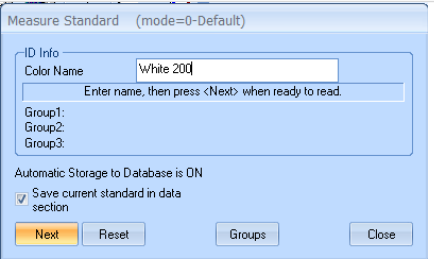 Measure Standard (mode=0-Default)
ID Info
Color Name White 200
Enter name, then press <Next> when ready to read.
Group1:
Group2:
Group3:
Automatic Storage to Database is ON
Save current standard in data
section
Next Reset Groups Close